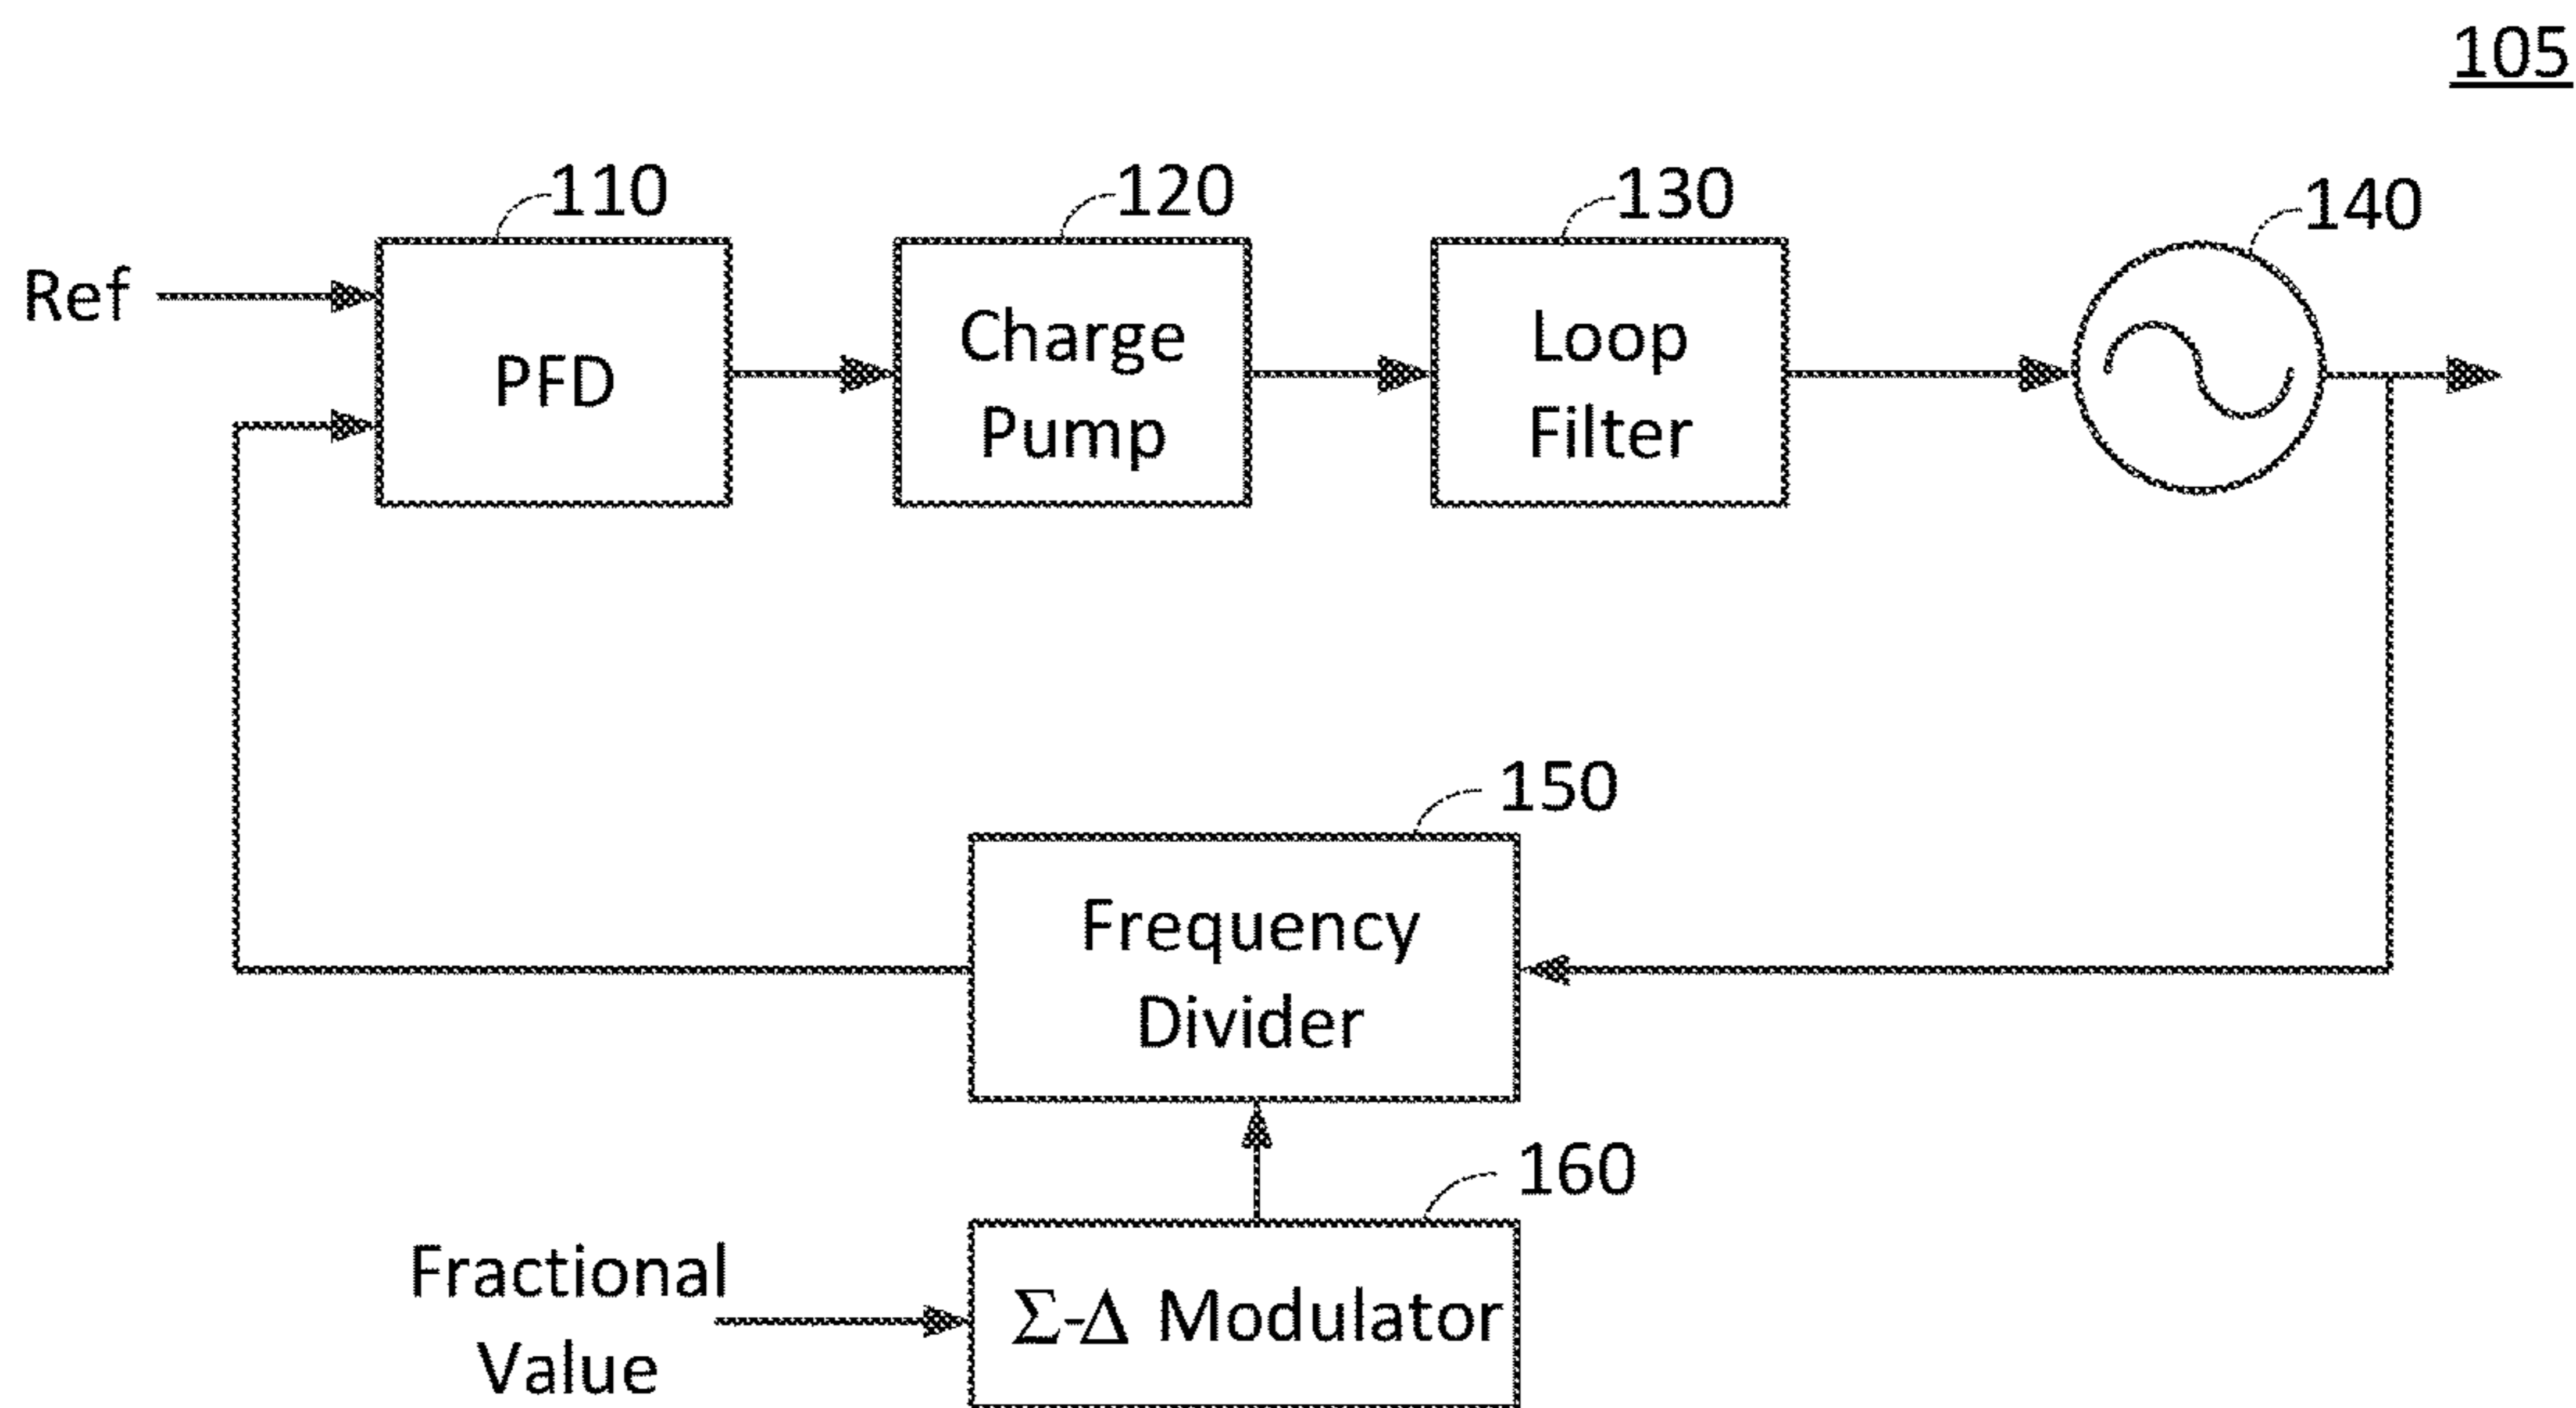 105
110
120
130
140
Ref
PFD
Charge
Pump
Loop
Filter
150
Frequency
Divider
160
Fractional
Value
Σ-Δ Modulator